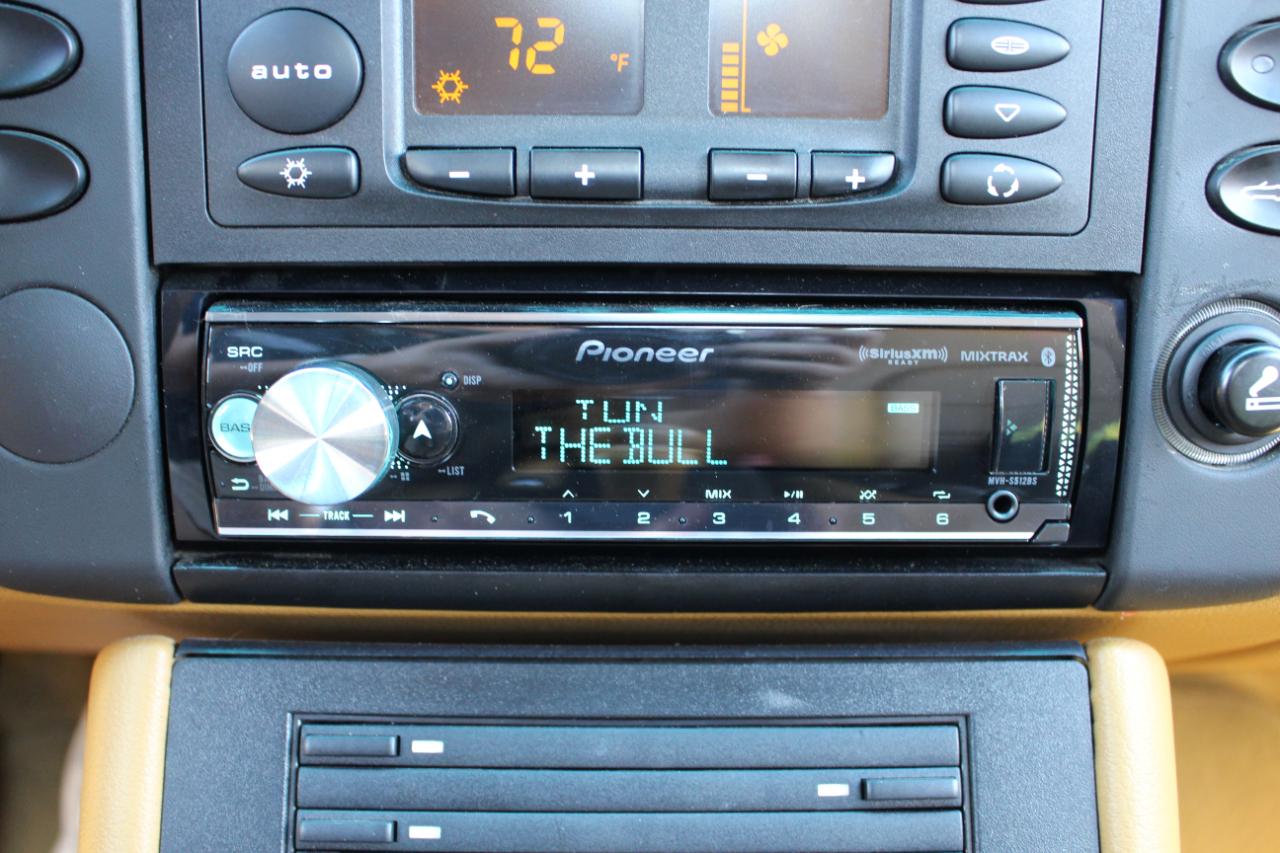 72 °F
auto
- + - +
SRC
OFF
Pioneer
((SiriusXm))
READY
MIXTRAX
DISP
BASS
TUN
THE BULL
BAS
LIST
MVH-S512BS
MIX
TRACK
1 2 3 4 5 6